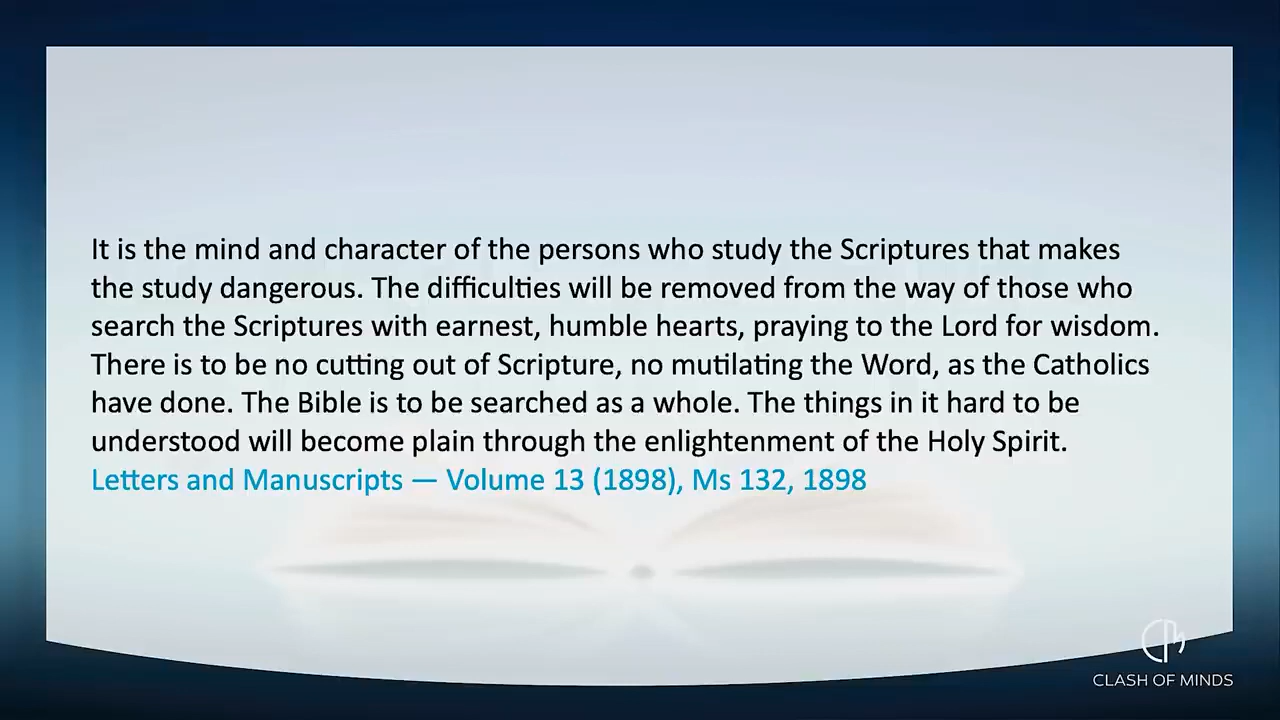 It is the mind and character of the persons who study the Scriptures that makes
the study dangerous. The difficulties will be removed from the way of those who
search the Scriptures with earnest, humble hearts, praying to the Lord for wisdom.
There is to be no cutting out of Scripture, no mutilating the Word, as the Catholics
have done. The Bible is to be searched as a whole. The things in it hard to be
understood will become plain through the enlightenment of the Holy Spirit.
Letters and Manuscripts — Volume 13 (1898), Ms 132, 1898
CLASH OF MINDS